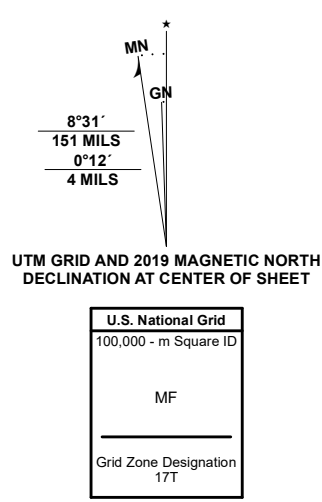 ★
MN
GN
8°31´
151 MILS
0°12´
4 MILS
UTM GRID AND 2019 MAGNETIC NORTH
DECLINATION AT CENTER OF SHEET
U.S. National Grid
100,000 - m Square ID
MF
Grid Zone Designation
17T